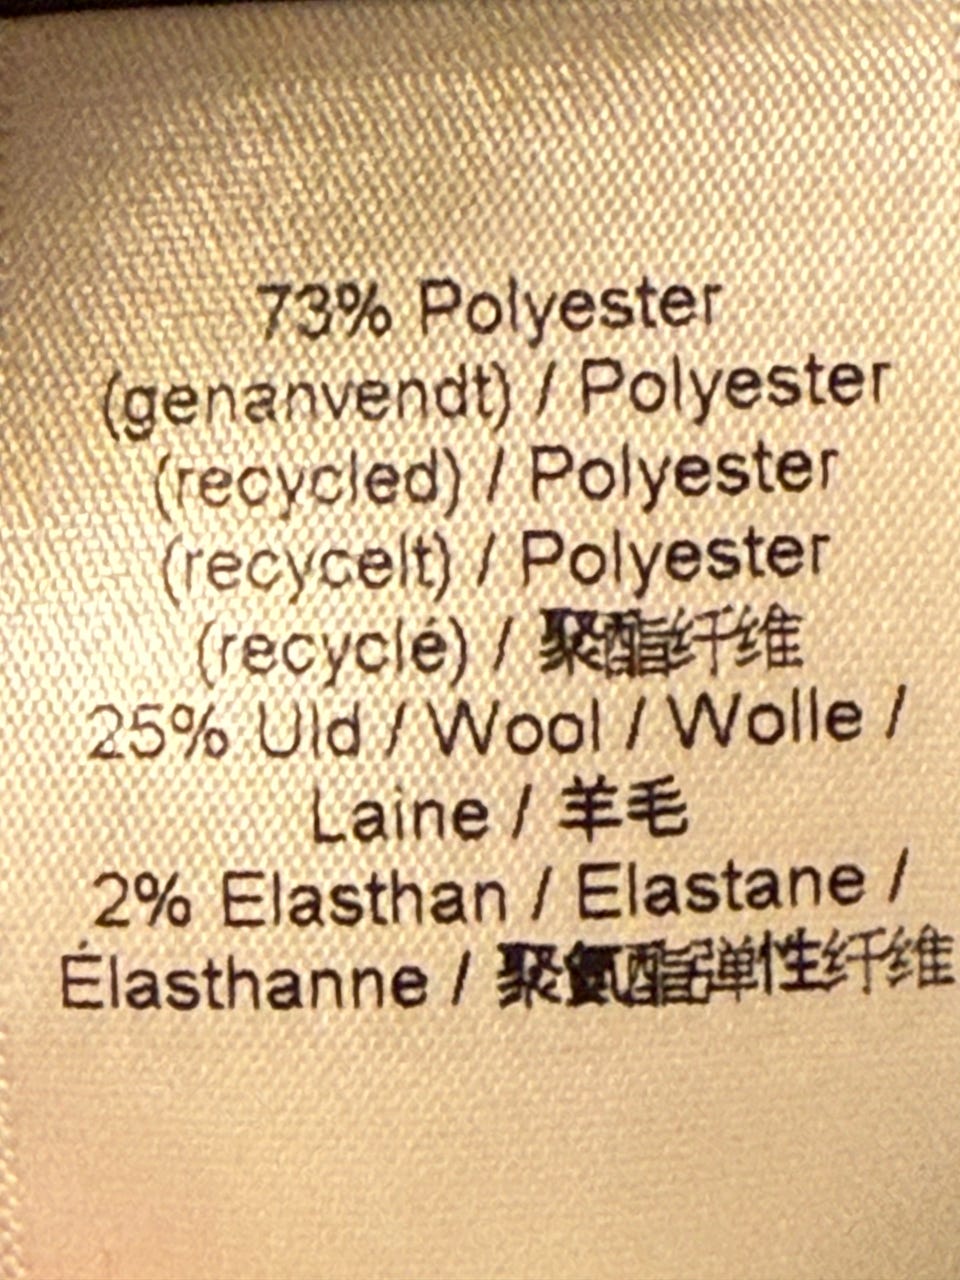 73% Polyester
(genanvendt) / Polyester
(recycled) / Polyester
(recycelt) / Polyester
(recyclé) / 聚酯纤维
25% Uld / Wool / Wolle /
Laine / 羊毛
2% Elasthan / Elastane /
Élasthanne / 聚氨酯弹性纤维